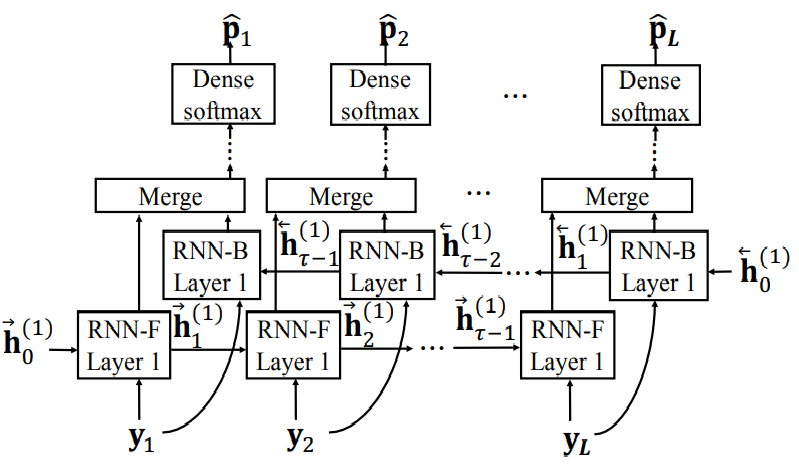 p̂₁ p̂₂ p̂_L
Dense softmax
Dense softmax
...
Dense softmax
⋮ ⋮ ⋮
Merge
Merge
...
Merge
RNN-B Layer 1
h⃖_{τ−1}^{(1)}
RNN-B Layer 1
h⃖_{τ−2}^{(1)}
...
h⃖_1^{(1)}
RNN-B Layer 1
h⃖_0^{(1)}
h⃗_0^{(1)}
RNN-F Layer 1
h⃗_1^{(1)}
RNN-F Layer 1
h⃗_2^{(1)}
...
h⃗_{τ−1}^{(1)}
RNN-F Layer 1
y₁ y₂ y_L